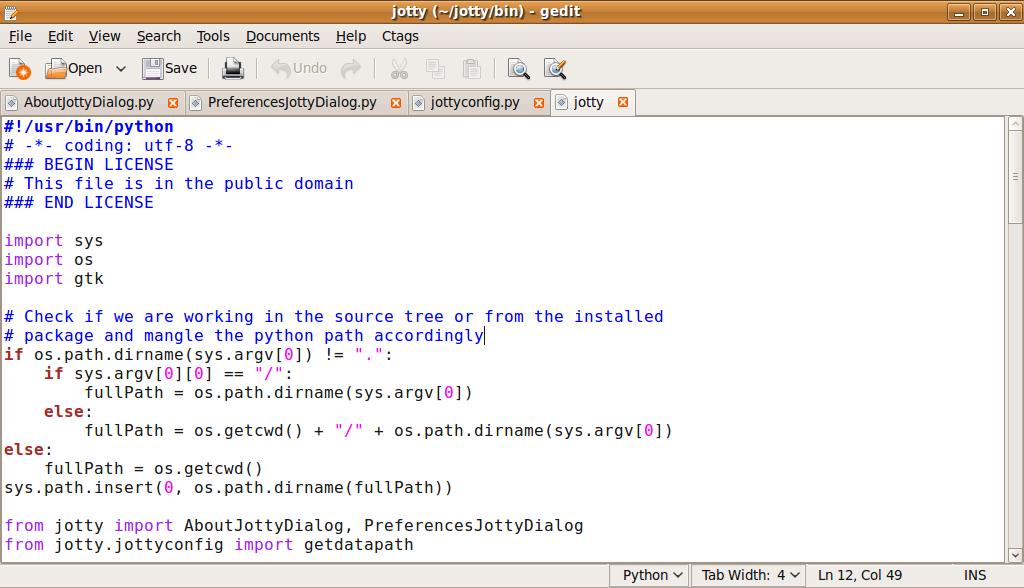 jotty (~/jotty/bin) - gedit
File Edit View Search Tools Documents Help Ctags
Open Save Undo
AboutJottyDialog.py PreferencesJottyDialog.py jottyconfig.py jotty
#!/usr/bin/python
# -*- coding: utf-8 -*-
### BEGIN LICENSE
# This file is in the public domain
### END LICENSE

import sys
import os
import gtk

# Check if we are working in the source tree or from the installed
# package and mangle the python path accordingly
if os.path.dirname(sys.argv[0]) != ".":
    if sys.argv[0][0] == "/":
        fullPath = os.path.dirname(sys.argv[0])
    else:
        fullPath = os.getcwd() + "/" + os.path.dirname(sys.argv[0])
else:
    fullPath = os.getcwd()
sys.path.insert(0, os.path.dirname(fullPath))

from jotty import AboutJottyDialog, PreferencesJottyDialog
from jotty.jottyconfig import getdatapath
Python Tab Width: 4 Ln 12, Col 49 INS